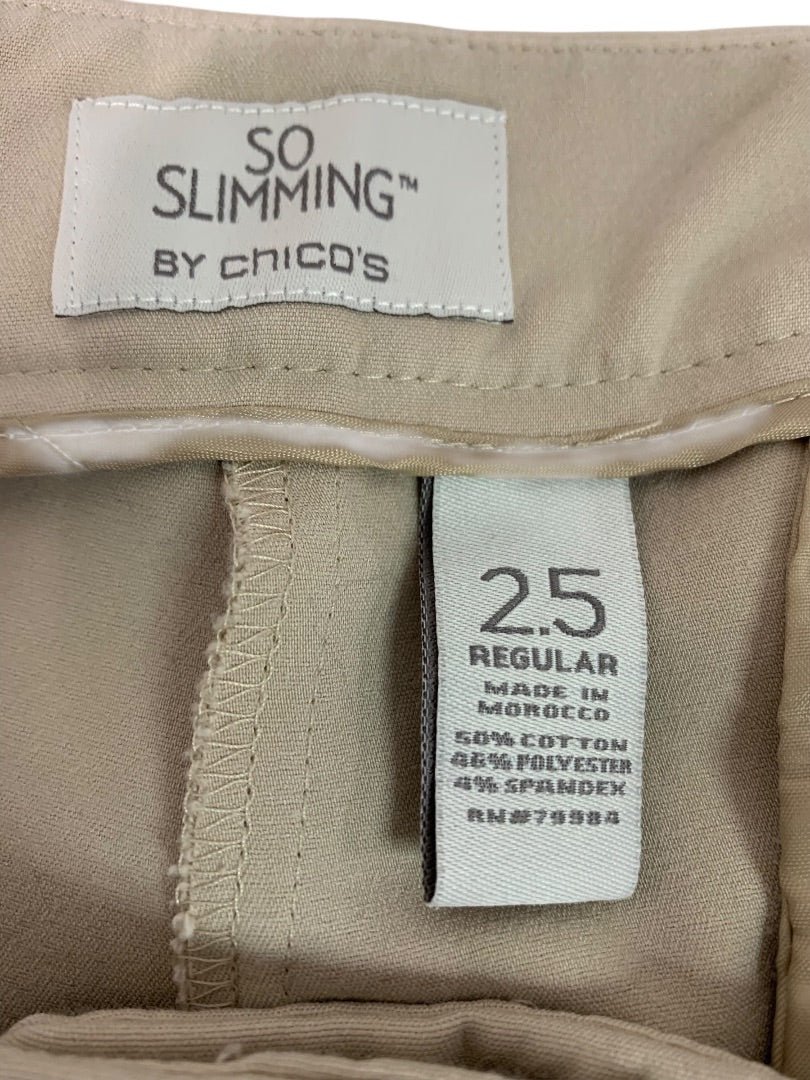 SO
SLIMMING™
BY CHICO'S
2.5
REGULAR
MADE IN
MOROCCO
50% COTTON
46% POLYESTER
4% SPANDEX
RN#79984